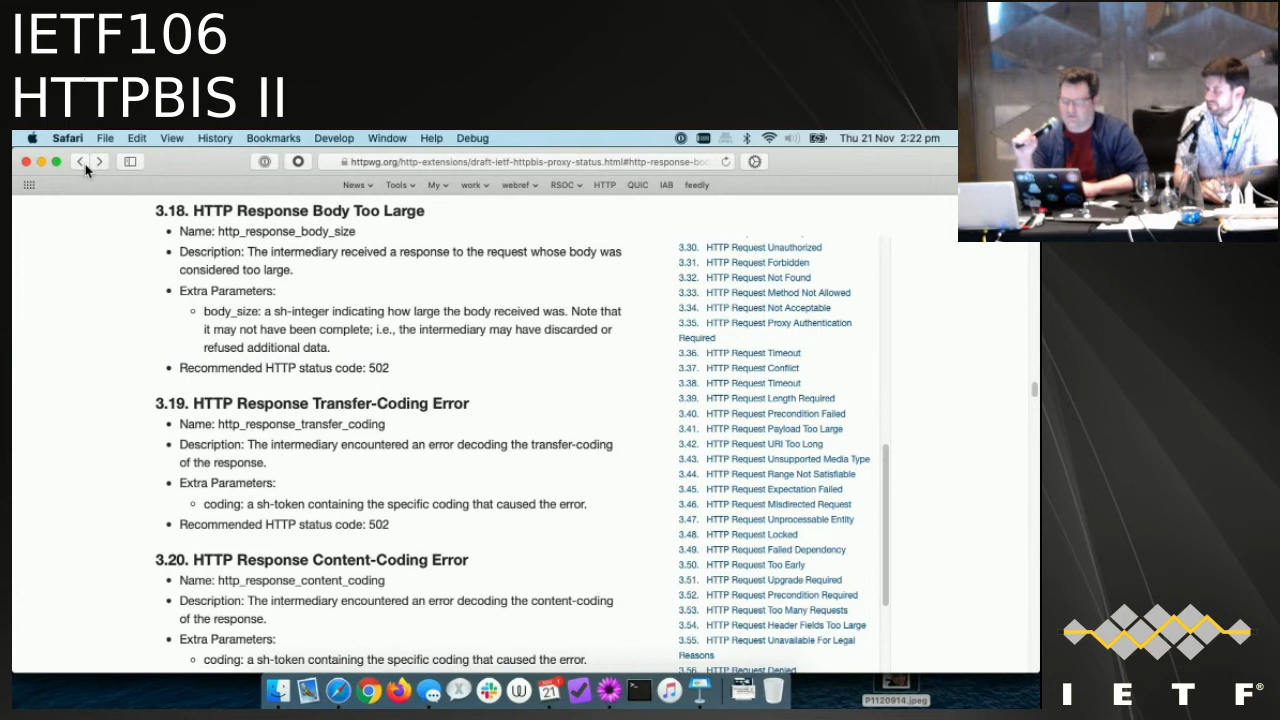 IETF106
HTTPBIS II
Safari File Edit View History Bookmarks Develop Window Help Debug Thu 21 Nov 2:22 pm
httpwg.org/http-extensions/draft-ietf-httpbis-proxy-status.html#http-response-boc
News Tools My work webref RSOC HTTP QUIC IAB feedly
3.18. HTTP Response Body Too Large
• Name: http_response_body_size
• Description: The intermediary received a response to the request whose body was
considered too large.
• Extra Parameters:
◦ body_size: a sh-integer indicating how large the body received was. Note that
it may not have been complete; i.e., the intermediary may have discarded or
refused additional data.
• Recommended HTTP status code: 502
3.19. HTTP Response Transfer-Coding Error
• Name: http_response_transfer_coding
• Description: The intermediary encountered an error decoding the transfer-coding
of the response.
• Extra Parameters:
◦ coding: a sh-token containing the specific coding that caused the error.
• Recommended HTTP status code: 502
3.20. HTTP Response Content-Coding Error
• Name: http_response_content_coding
• Description: The intermediary encountered an error decoding the content-coding
of the response.
• Extra Parameters:
◦ coding: a sh-token containing the specific coding that caused the error.
3.30. HTTP Request Unauthorized
3.31. HTTP Request Forbidden
3.32. HTTP Request Not Found
3.33. HTTP Request Method Not Allowed
3.34. HTTP Request Not Acceptable
3.35. HTTP Request Proxy Authentication
Required
3.36. HTTP Request Timeout
3.37. HTTP Request Conflict
3.38. HTTP Request Timeout
3.39. HTTP Request Length Required
3.40. HTTP Request Precondition Failed
3.41. HTTP Request Payload Too Large
3.42. HTTP Request URI Too Long
3.43. HTTP Request Unsupported Media Type
3.44. HTTP Request Range Not Satisfiable
3.45. HTTP Request Expectation Failed
3.46. HTTP Request Misdirected Request
3.47. HTTP Request Unprocessable Entity
3.48. HTTP Request Locked
3.49. HTTP Request Failed Dependency
3.50. HTTP Request Too Early
3.51. HTTP Request Upgrade Required
3.52. HTTP Request Precondition Required
3.53. HTTP Request Too Many Requests
3.54. HTTP Request Header Fields Too Large
3.55. HTTP Request Unavailable For Legal
Reasons
3.56. HTTP Request Denied
21
P1120914.jpeg
I E T F®